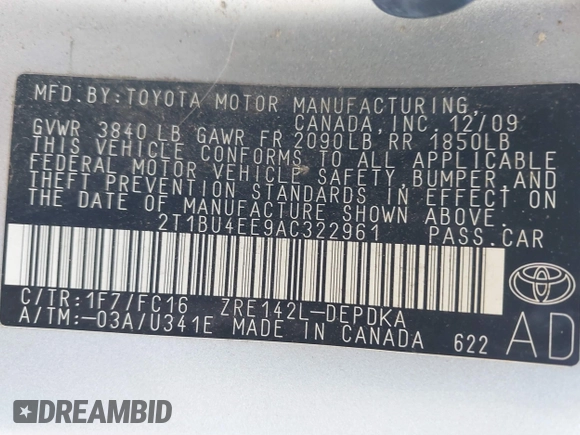 MFD.BY:TOYOTA MOTOR MANUFACTURING
CANADA,INC. 12/09
GVWR 3840LB GAWR FR 2090LB RR 1850LB
THIS VEHICLE CONFORMS TO ALL APPLICABLE
FEDERAL MOTOR VEHICLE SAFETY,BUMPER AND
THEFT PREVENTION STANDARDS IN EFFECT ON
THE DATE OF MANUFACTURE SHOWN ABOVE.
2T1BU4EE9AC322961 PASS.CAR
C/TR:1F7/FC16 ZRE142L-DEPDKA
A/TM:-03A/U341E MADE IN CANADA 622
AD
DREAMBID